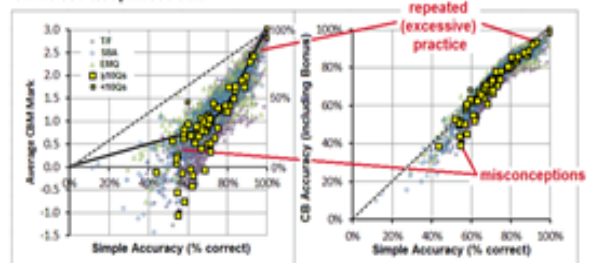 repeated
(excessive)
practice
3.0
2.5
2.0
1.5
1.0
0.5
0.0
-0.5
-1.0
-1.5
T/F
SBA
EMQ
≥10Qs
<10Qs
100%
50%
0%
0%
80%
100%
Average CBM Mark
Simple Accuracy (% correct)
100%
80%
60%
40%
20%
0%
0%
20%
40%
60%
80%
100%
CB Accuracy (including Bonus)
Simple Accuracy (% correct)
misconceptions